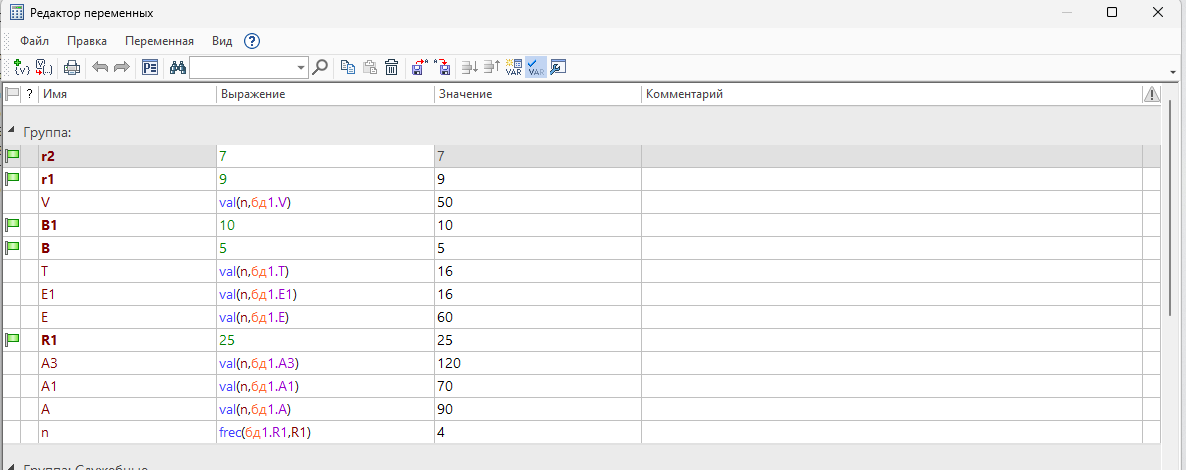 Редактор переменных
Файл Правка Переменная Вид ?
? Имя Выражение Значение Комментарий
Группа:
r2 7 7
r1 9 9
V val(n,бд1.V) 50
B1 10 10
B 5 5
T val(n,бд1.T) 16
E1 val(n,бд1.E1) 16
E val(n,бд1.E) 60
R1 25 25
A3 val(n,бд1.A3) 120
A1 val(n,бд1.A1) 70
A val(n,бд1.A) 90
n frec(бд1.R1,R1) 4
Группа: Служебные